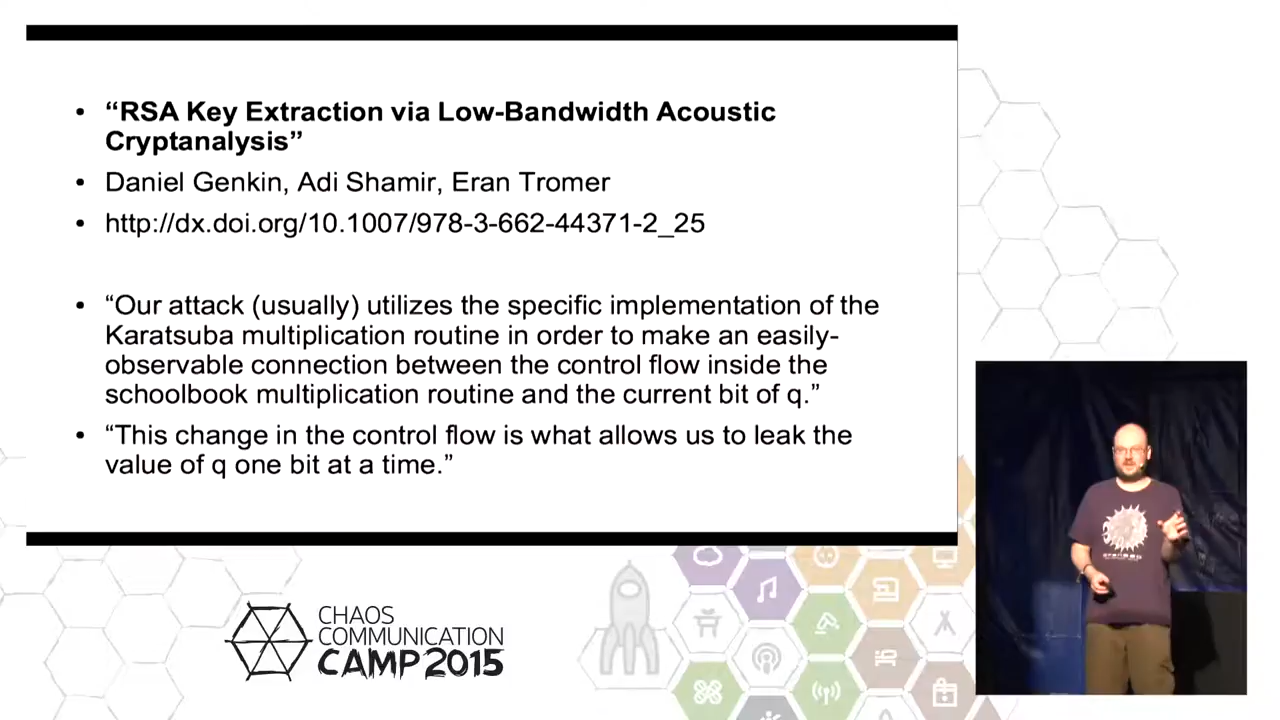 “RSA Key Extraction via Low-Bandwidth Acoustic
Cryptanalysis”
Daniel Genkin, Adi Shamir, Eran Tromer
http://dx.doi.org/10.1007/978-3-662-44371-2_25
“Our attack (usually) utilizes the specific implementation of the
Karatsuba multiplication routine in order to make an easily-
observable connection between the control flow inside the
schoolbook multiplication routine and the current bit of q.”
“This change in the control flow is what allows us to leak the
value of q one bit at a time.”
CHAOS
COMMUNICATION
CAMP 2015